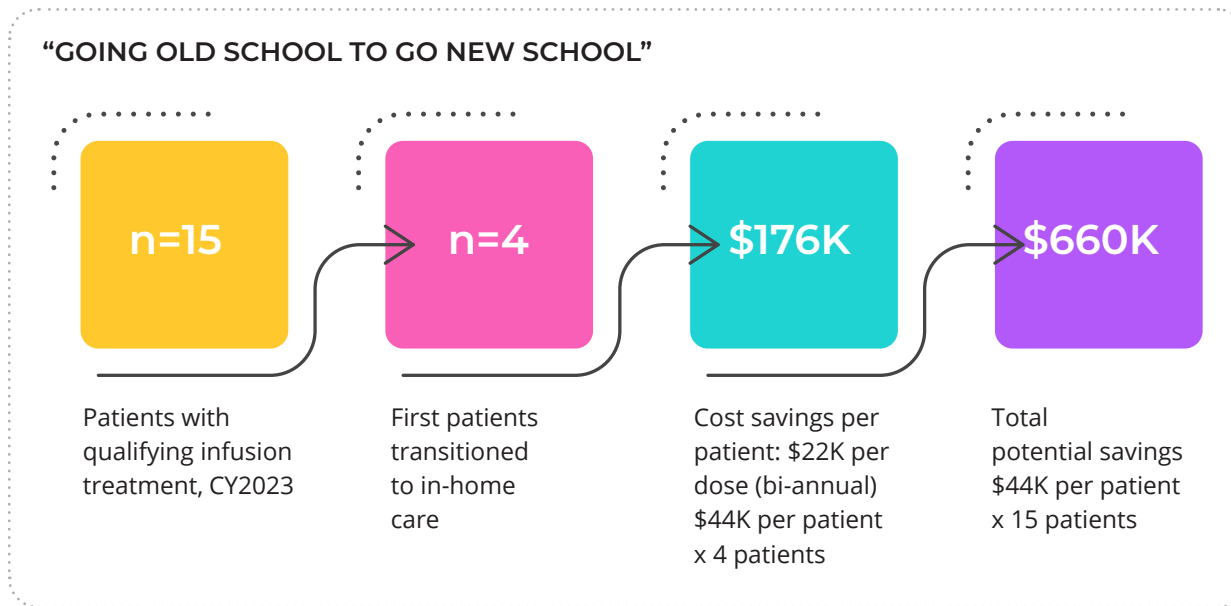 “GOING OLD SCHOOL TO GO NEW SCHOOL”
n=15
Patients with
qualifying infusion
treatment, CY2023
n=4
First patients
transitioned
to in-home
care
$176K
Cost savings per
patient: $22K per
dose (bi-annual)
$44K per patient
x 4 patients
$660K
Total
potential savings
$44K per patient
x 15 patients